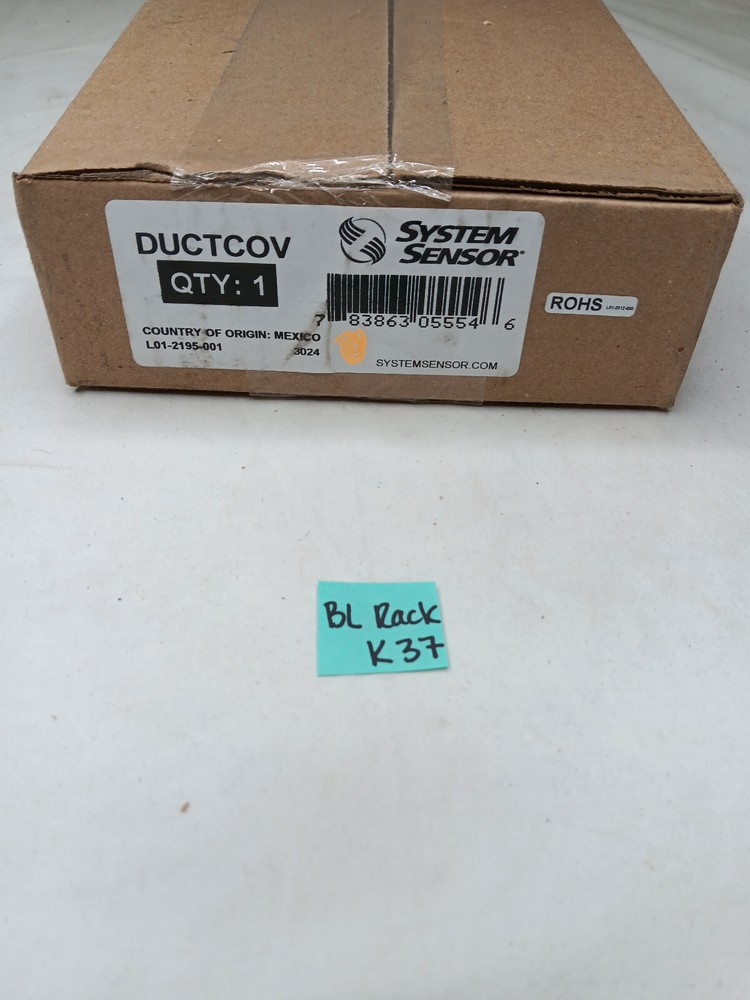 DUCTCOV
QTY: 1
SYSTEM
SENSOR®
7 83863 05554 6
COUNTRY OF ORIGIN: MEXICO
L01-2195-001 3024
SYSTEMSENSOR.COM
ROHS
BL Rack
K37